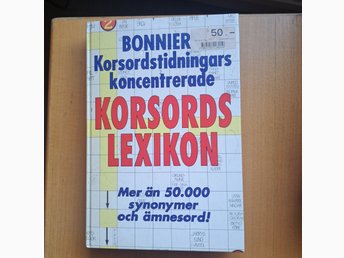 2
50.-
BONNIER
Korsordstidningars
koncentrerade
KORSORDS
LEXIKON
Mer än 50.000
synonymer
och ämnesord!